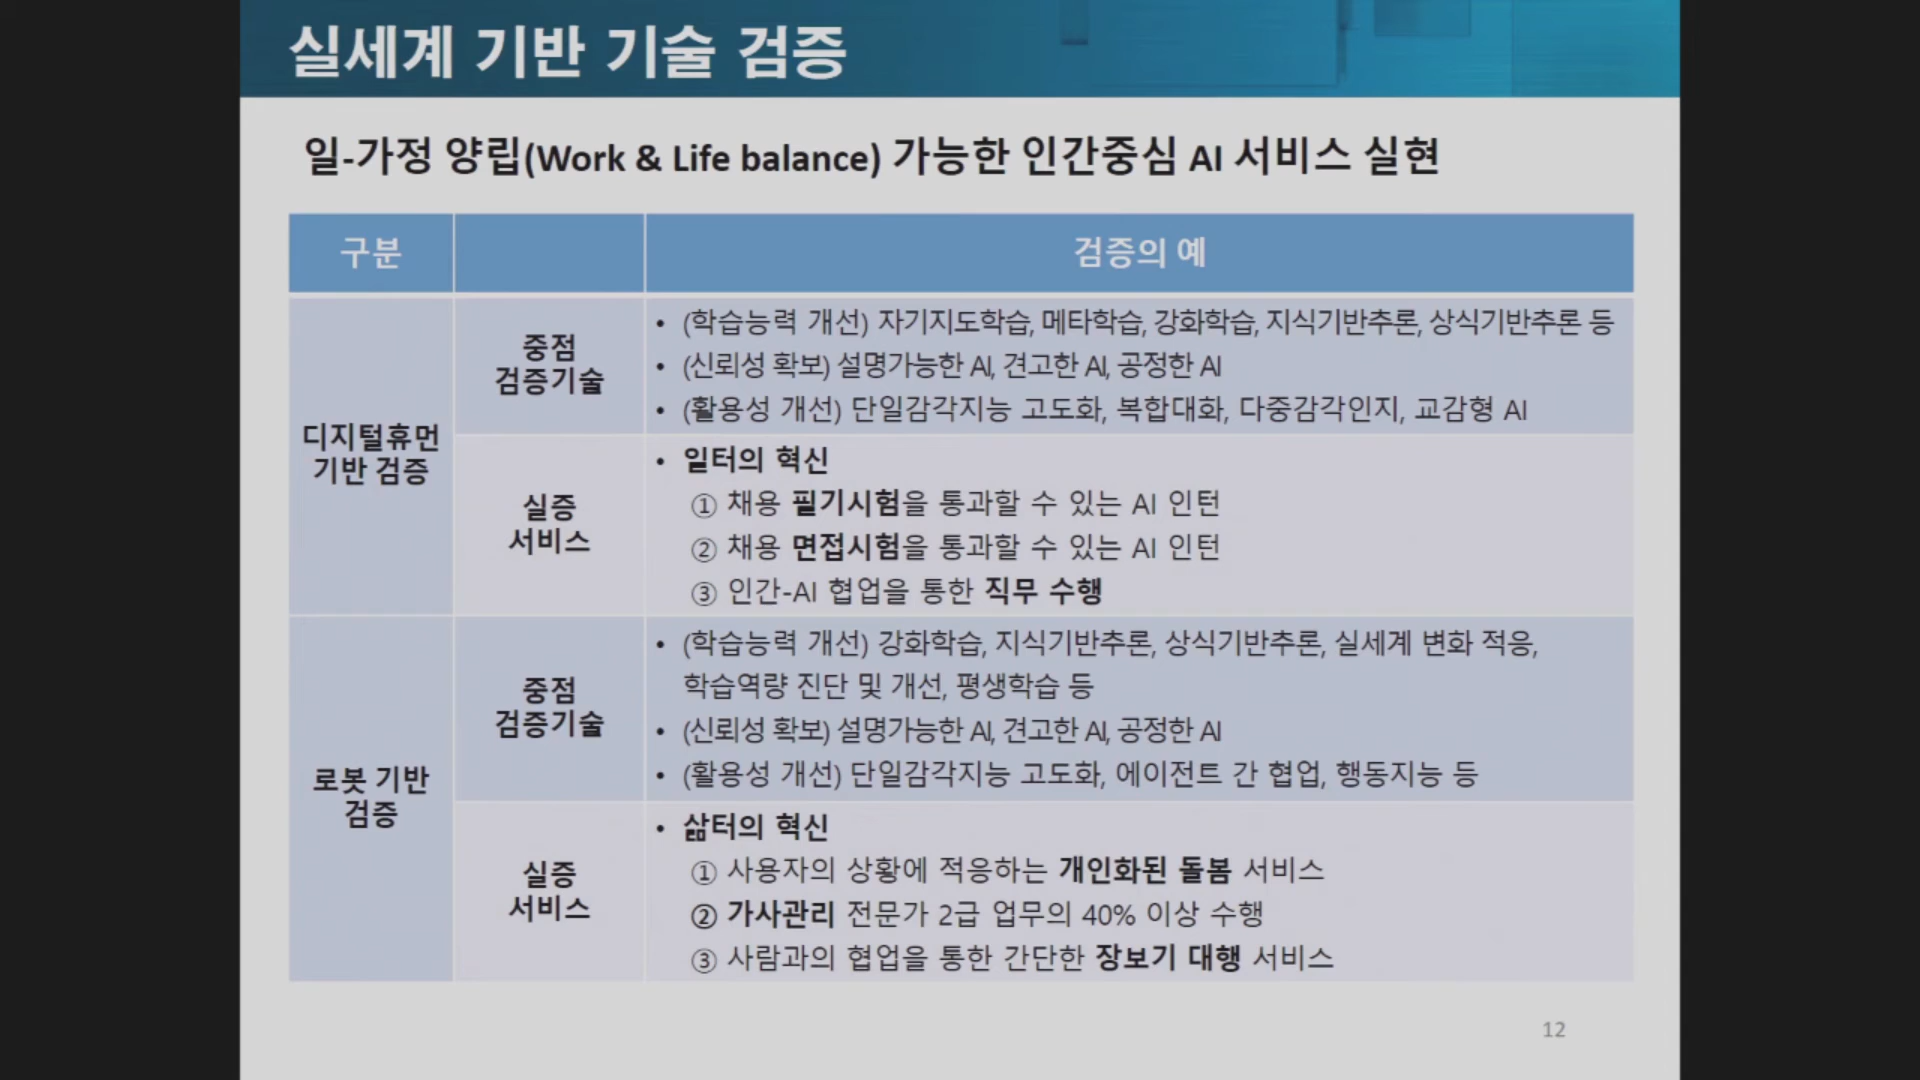 실세계 기반 기술 검증
일-가정 양립(Work & Life balance) 가능한 인간중심 AI 서비스 실현
구분
검증의 예
디지털휴먼
기반 검증
중점
검증기술
• (학습능력 개선) 자기지도학습, 메타학습, 강화학습, 지식기반추론, 상식기반추론 등
• (신뢰성 확보) 설명가능한 AI, 견고한 AI, 공정한 AI
• (활용성 개선) 단일감각지능 고도화, 복합대화, 다중감각인지, 교감형 AI
실증
서비스
• 일터의 혁신
① 채용 필기시험을 통과할 수 있는 AI 인턴
② 채용 면접시험을 통과할 수 있는 AI 인턴
③ 인간-AI 협업을 통한 직무 수행
로봇 기반
검증
중점
검증기술
• (학습능력 개선) 강화학습, 지식기반추론, 상식기반추론, 실세계 변화 적응,
학습역량 진단 및 개선, 평생학습 등
• (신뢰성 확보) 설명가능한 AI, 견고한 AI, 공정한 AI
• (활용성 개선) 단일감각지능 고도화, 에이전트 간 협업, 행동지능 등
실증
서비스
• 삶터의 혁신
① 사용자의 상황에 적응하는 개인화된 돌봄 서비스
② 가사관리 전문가 2급 업무의 40% 이상 수행
③ 사람과의 협업을 통한 간단한 장보기 대행 서비스
12